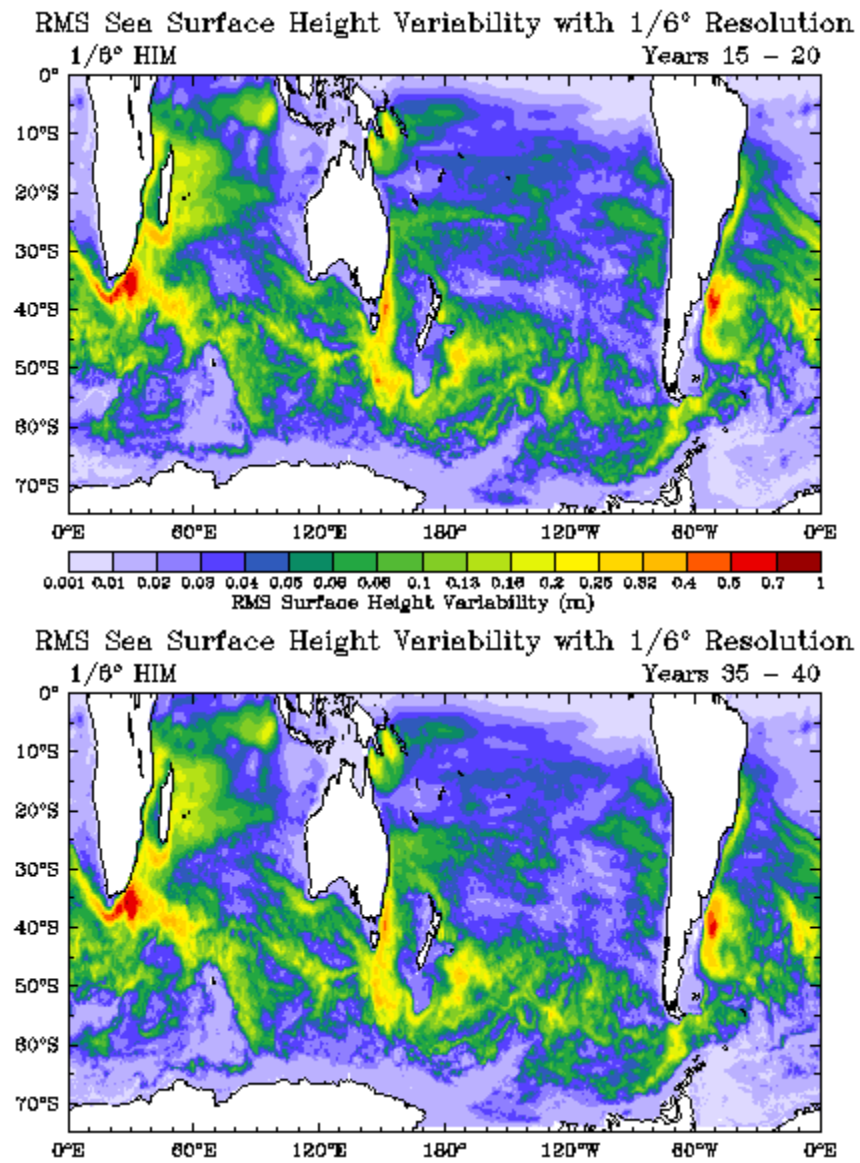 RMS Sea Surface Height Variability with 1/6° Resolution
1/6° HIM Years 15 – 20
0°
10°S
20°S
30°S
40°S
50°S
60°S
70°S
0°E 60°E 120°E 180° 120°W 60°W 0°E
0.001 0.01 0.02 0.03 0.04 0.05 0.06 0.08 0.1 0.13 0.16 0.2 0.25 0.32 0.4 0.5 0.7 1
RMS Surface Height Variability (m)
RMS Sea Surface Height Variability with 1/6° Resolution
1/6° HIM Years 35 – 40
0°
10°S
20°S
30°S
40°S
50°S
60°S
70°S
0°E 60°E 120°E 180° 120°W 60°W 0°E